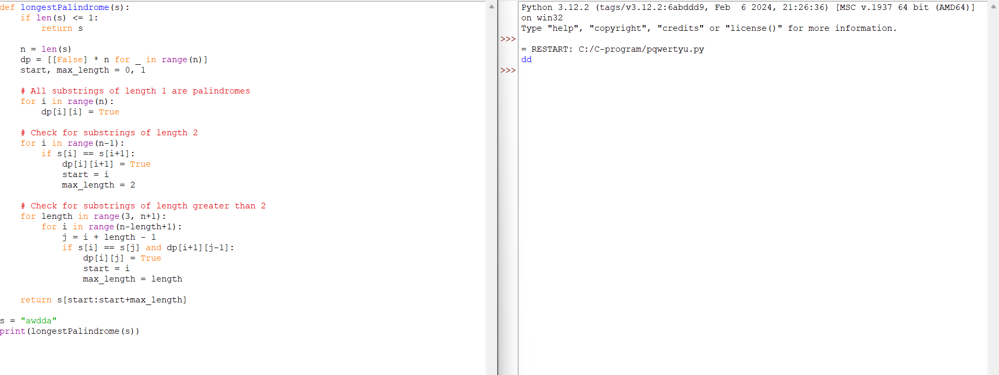 def longestPalindrome(s):
    if len(s) <= 1:
        return s

    n = len(s)
    dp = [[False] * n for _ in range(n)]
    start, max_length = 0, 1

    # All substrings of length 1 are palindromes
    for i in range(n):
        dp[i][i] = True

    # Check for substrings of length 2
    for i in range(n-1):
        if s[i] == s[i+1]:
            dp[i][i+1] = True
            start = i
            max_length = 2

    # Check for substrings of length greater than 2
    for length in range(3, n+1):
        for i in range(n-length+1):
            j = i + length - 1
            if s[i] == s[j] and dp[i+1][j-1]:
                dp[i][j] = True
                start = i
                max_length = length

    return s[start:start+max_length]

s = "awdda"
print(longestPalindrome(s))
Python 3.12.2 (tags/v3.12.2:6abddd9, Feb  6 2024, 21:26:36) [MSC v.1937 64 bit (AMD64)]
on win32
Type "help", "copyright", "credits" or "license()" for more information.
>>>
= RESTART: C:/C-program/pqwertyu.py
dd
>>>